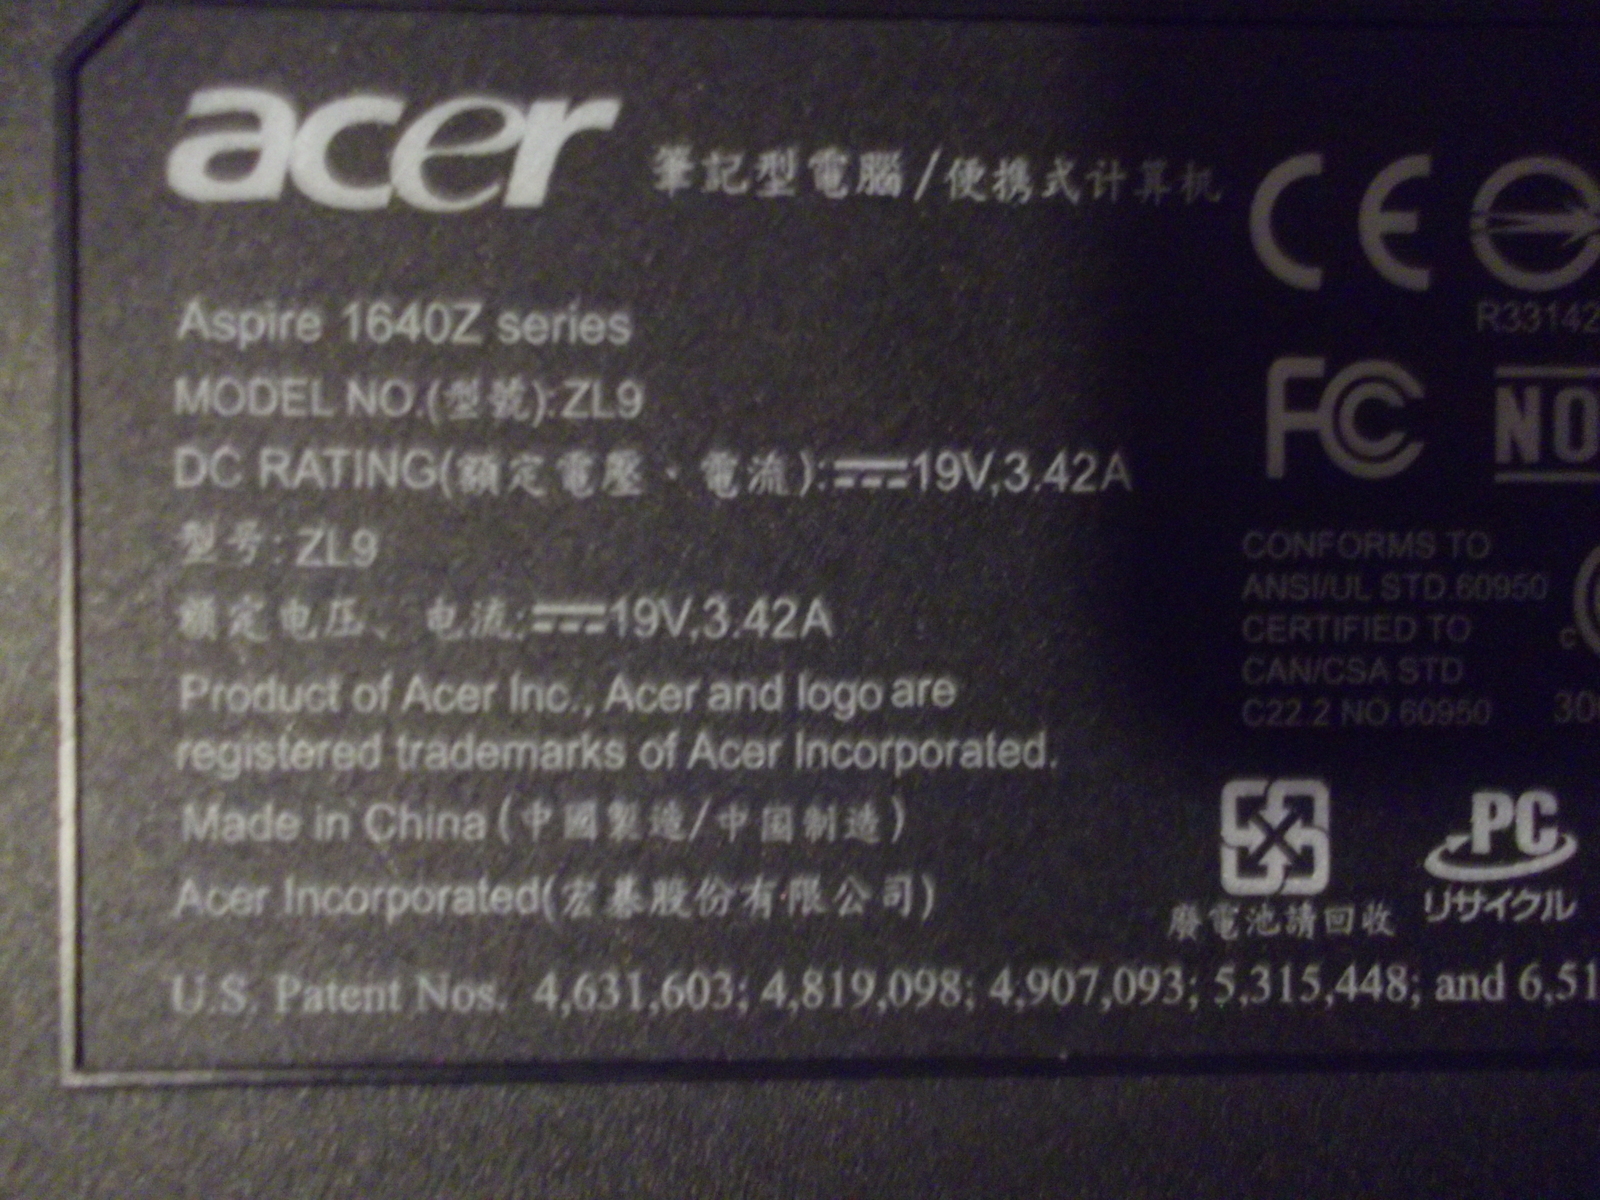 acer 筆記型電腦/便携式计算机
Aspire 1640Z series
MODEL NO.(型號):ZL9
DC RATING(額定電壓、電流):⎓19V,3.42A
型号: ZL9
额定电压、电流:⎓19V,3.42A
Product of Acer Inc., Acer and logo are
registered trademarks of Acer Incorporated.
Made in China (中國製造/中国制造)
Acer Incorporated(宏碁股份有限公司)
U.S. Patent Nos. 4,631,603; 4,819,098; 4,907,093; 5,315,448; and 6,51
CE
R33142
FC
NO
CONFORMS TO
ANSI/UL STD.60950
CERTIFIED TO
CAN/CSA STD
C22.2 NO 60950
c
30
廢電池請回收
PC
リサイクル